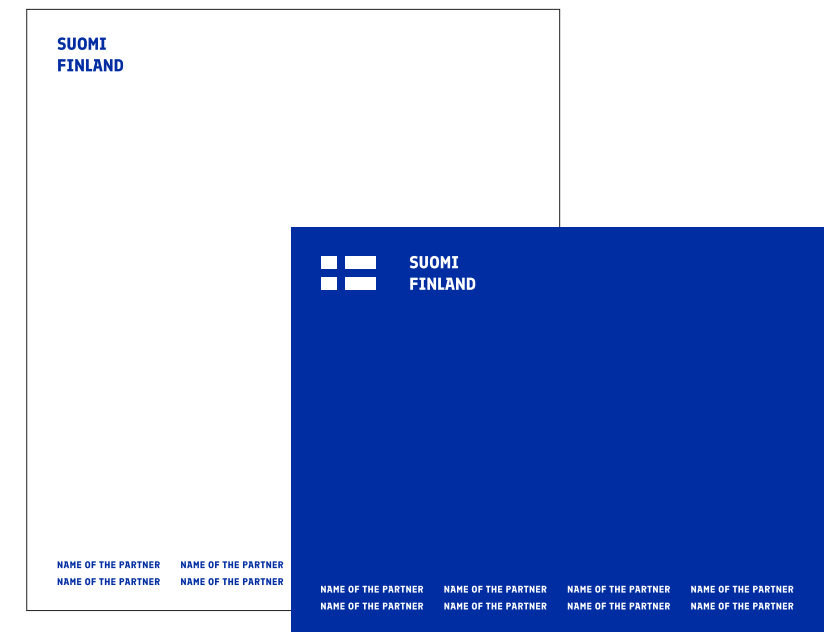 SUOMI
FINLAND
NAME OF THE PARTNER NAME OF THE PARTNER
NAME OF THE PARTNER NAME OF THE PARTNER
SUOMI
FINLAND
NAME OF THE PARTNER NAME OF THE PARTNER NAME OF THE PARTNER NAME OF THE PARTNER
NAME OF THE PARTNER NAME OF THE PARTNER NAME OF THE PARTNER NAME OF THE PARTNER